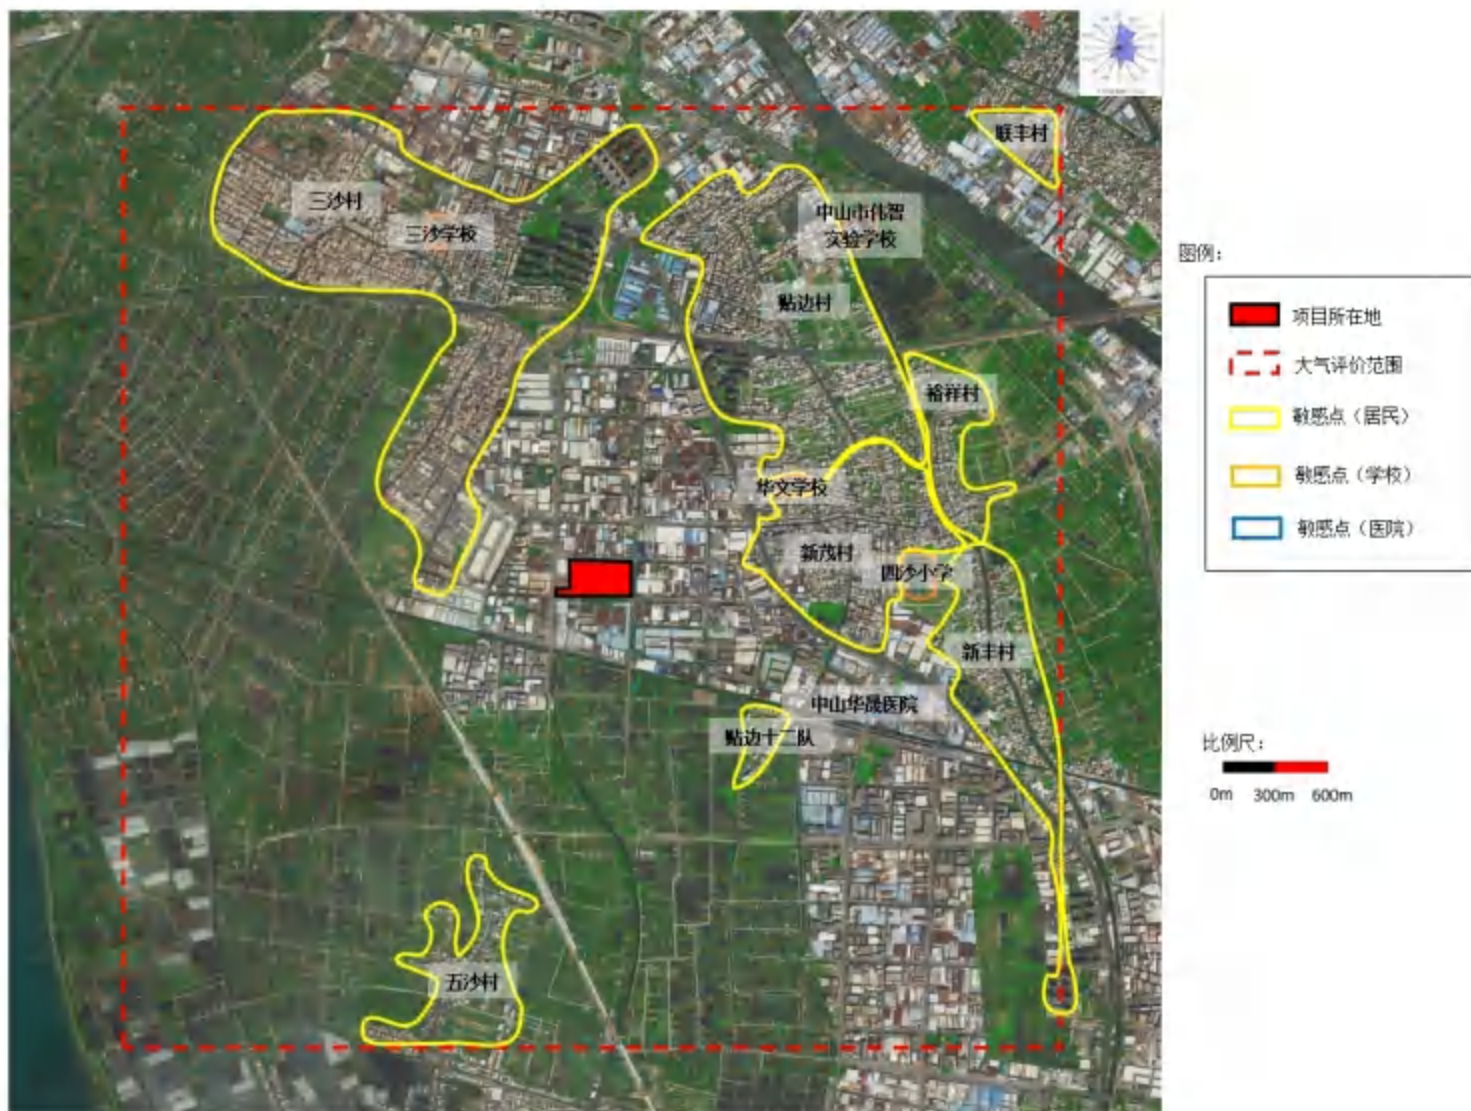 联丰村
三沙村
三沙学校
中山市伟智
实验学校
贴边村
裕祥村
华文学校
新茂村
四沙小学
新丰村
中山华晟医院
贴边十二队
五沙村
图例：
项目所在地
大气评价范围
敏感点（居民）
敏感点（学校）
敏感点（医院）
比例尺：
0m 300m 600m